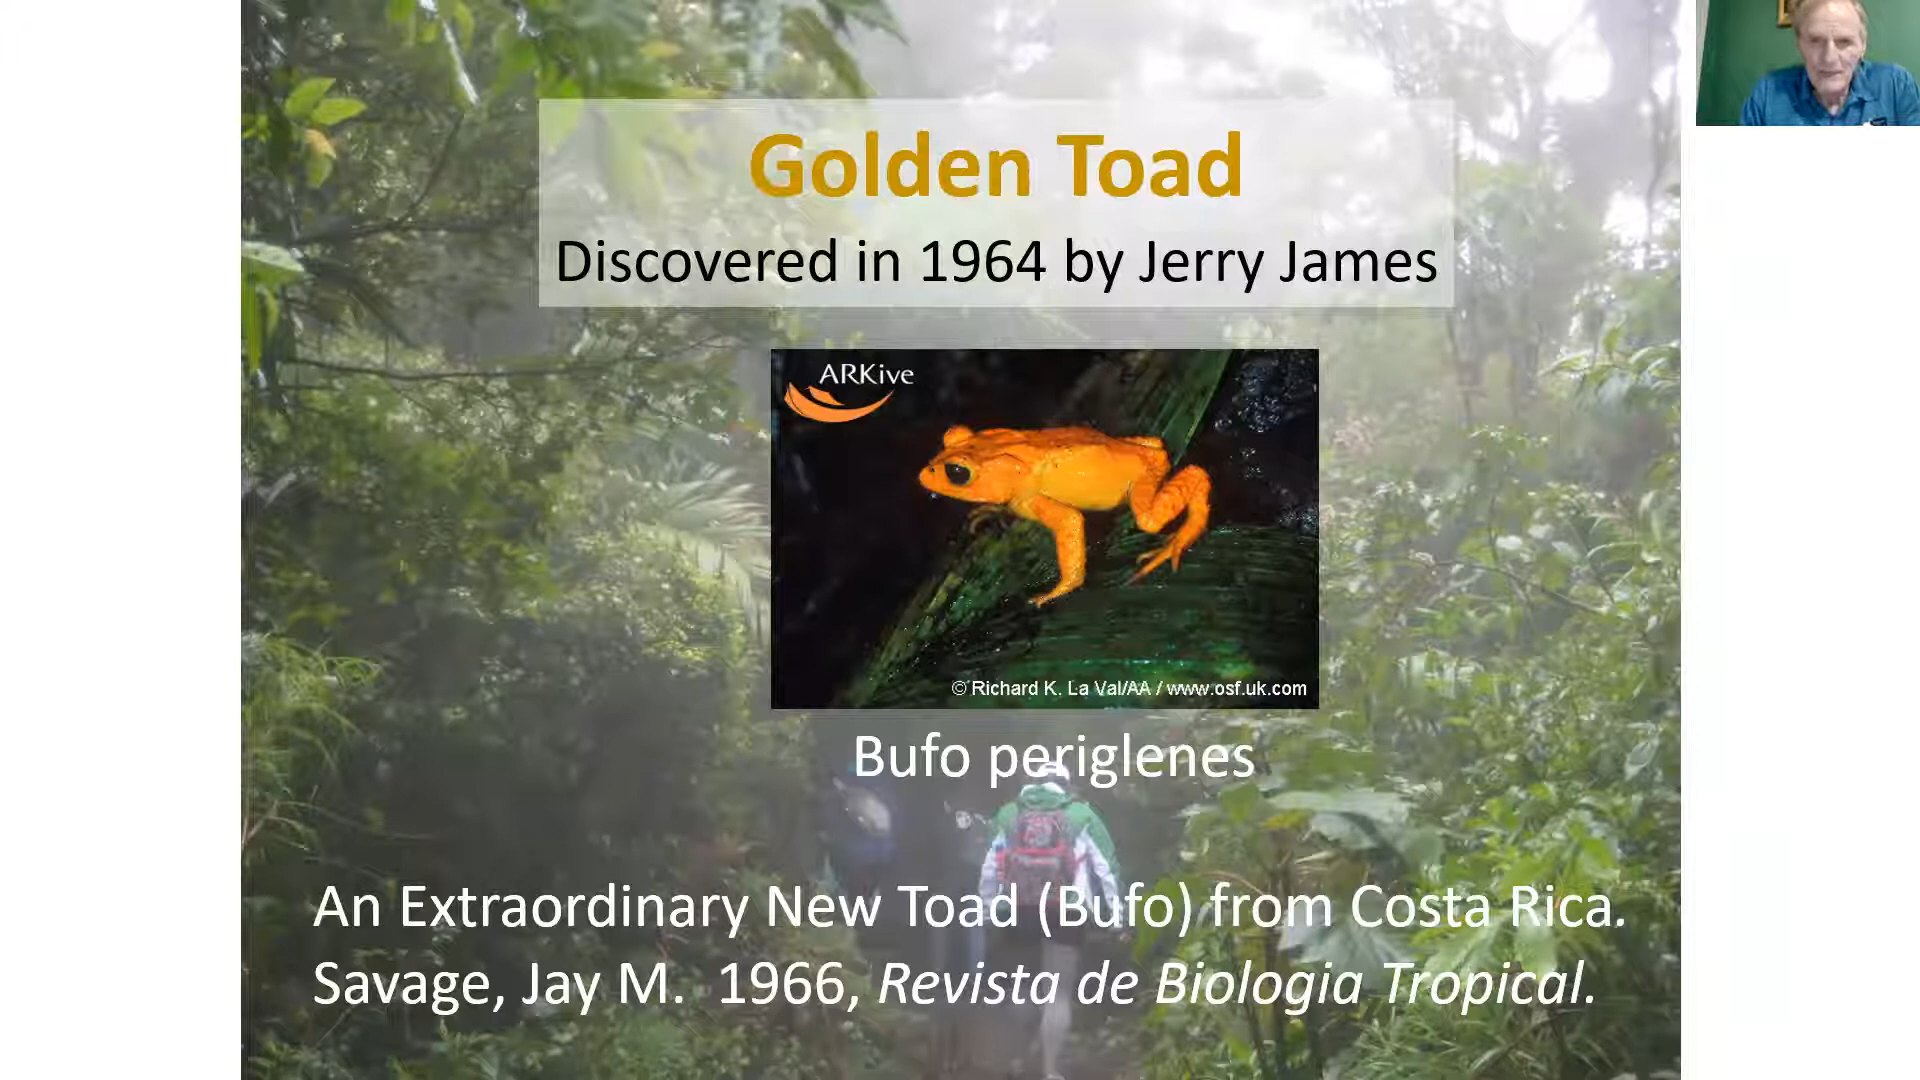 Golden Toad
Discovered in 1964 by Jerry James
ARKive
© Richard K. La Val/AA / www.osf.uk.com
Bufo periglenes
An Extraordinary New Toad (Bufo) from Costa Rica.
Savage, Jay M. 1966, Revista de Biologia Tropical.